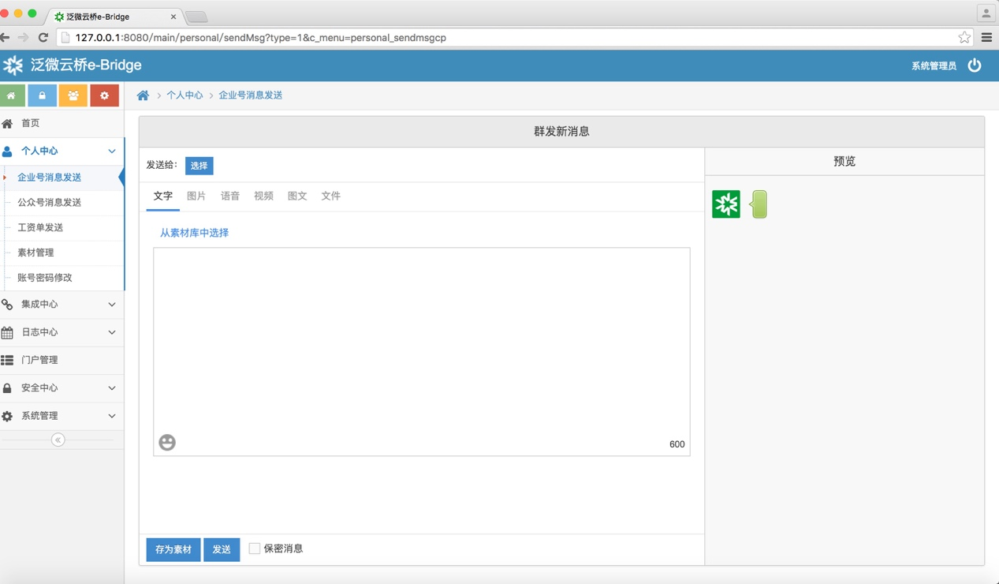 泛微云桥e-Bridge
127.0.0.1:8080/main/personal/sendMsg?type=1&c_menu=personal_sendmsgcp
泛微云桥e-Bridge
系统管理员
个人中心 企业号消息发送
首页
个人中心
企业号消息发送
公众号消息发送
工资单发送
素材管理
账号密码修改
集成中心
日志中心
门户管理
安全中心
系统管理
群发新消息
发送给: 选择
文字 图片 语音 视频 图文 文件
从素材库中选择
600
存为素材 发送 保密消息
预览